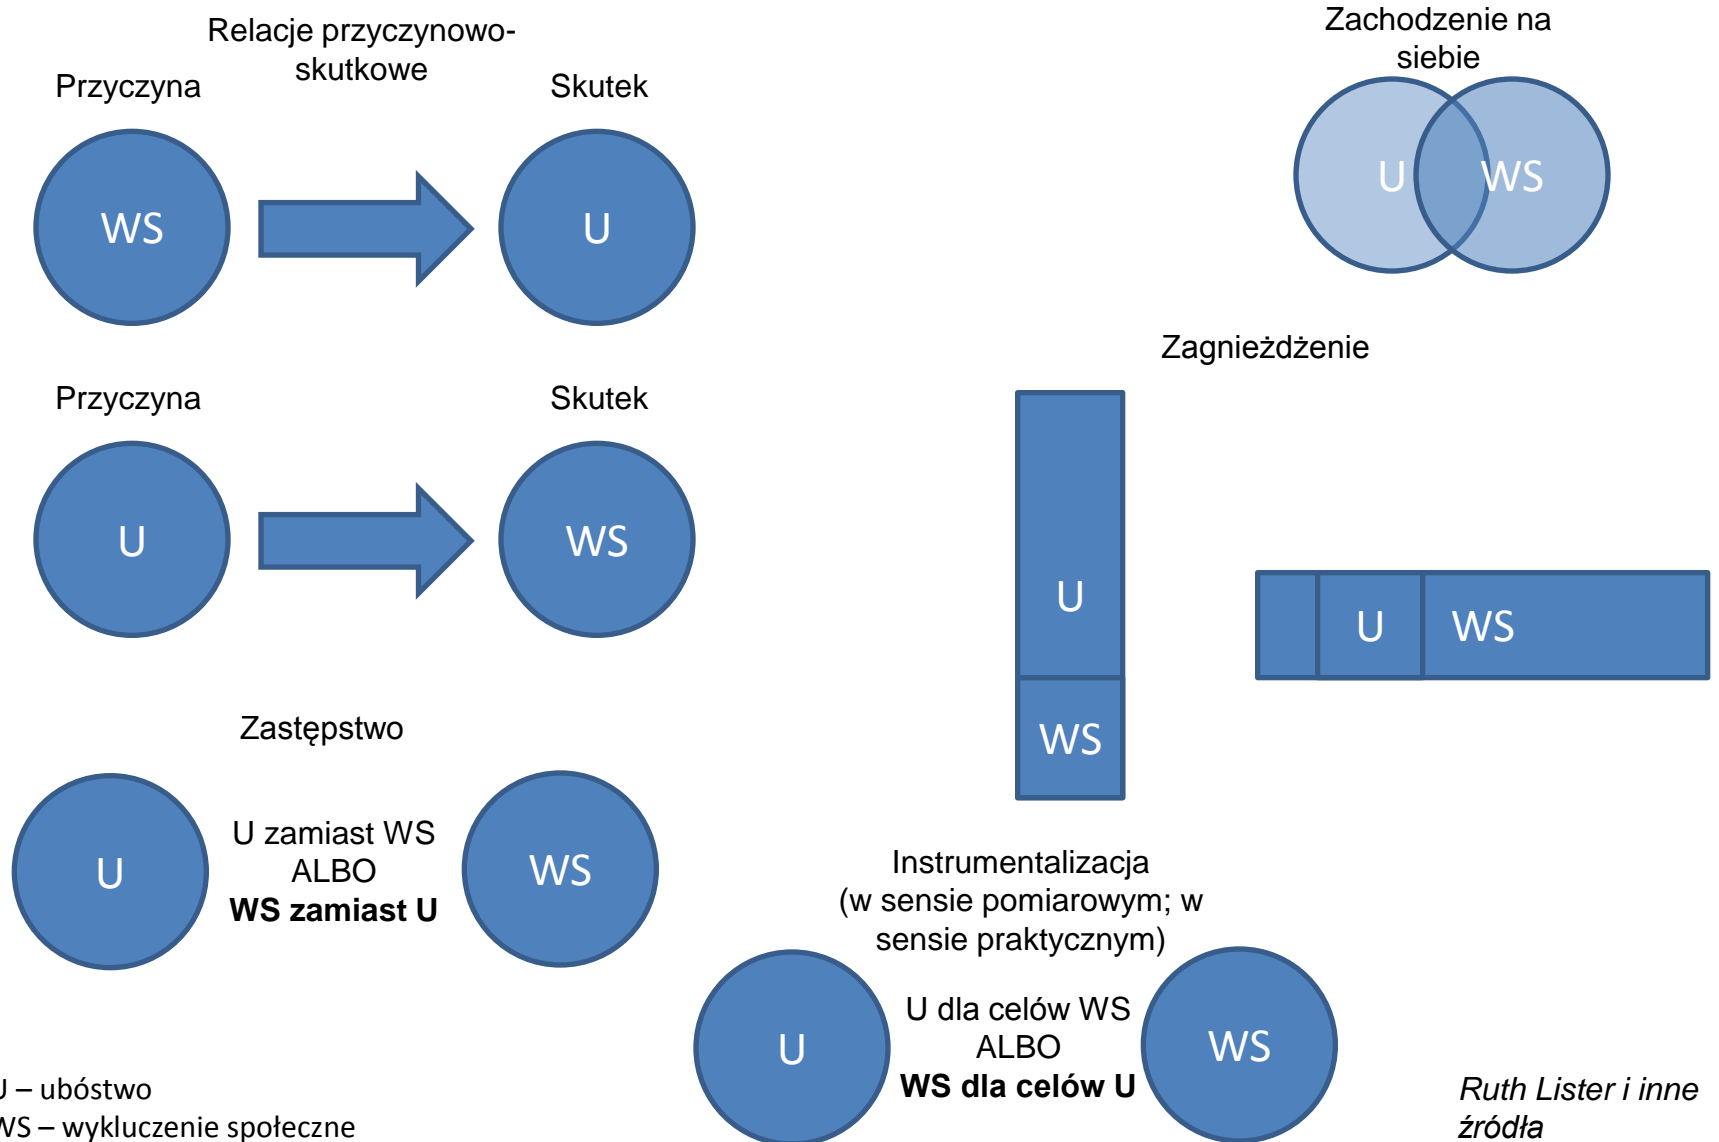 Relacje przyczynowo-
skutkowe
Przyczyna
Skutek
WS
U
Przyczyna
Skutek
U
WS
Zastępstwo
U
U zamiast WS
ALBO
WS zamiast U
WS
Zachodzenie na
siebie
U
WS
Zagnieżdżenie
U
WS
U
WS
Instrumentalizacja
(w sensie pomiarowym; w
sensie praktycznym)
U
U dla celów WS
ALBO
WS dla celów U
WS
U – ubóstwo
WS – wykluczenie społeczne
Ruth Lister i inne
źródła